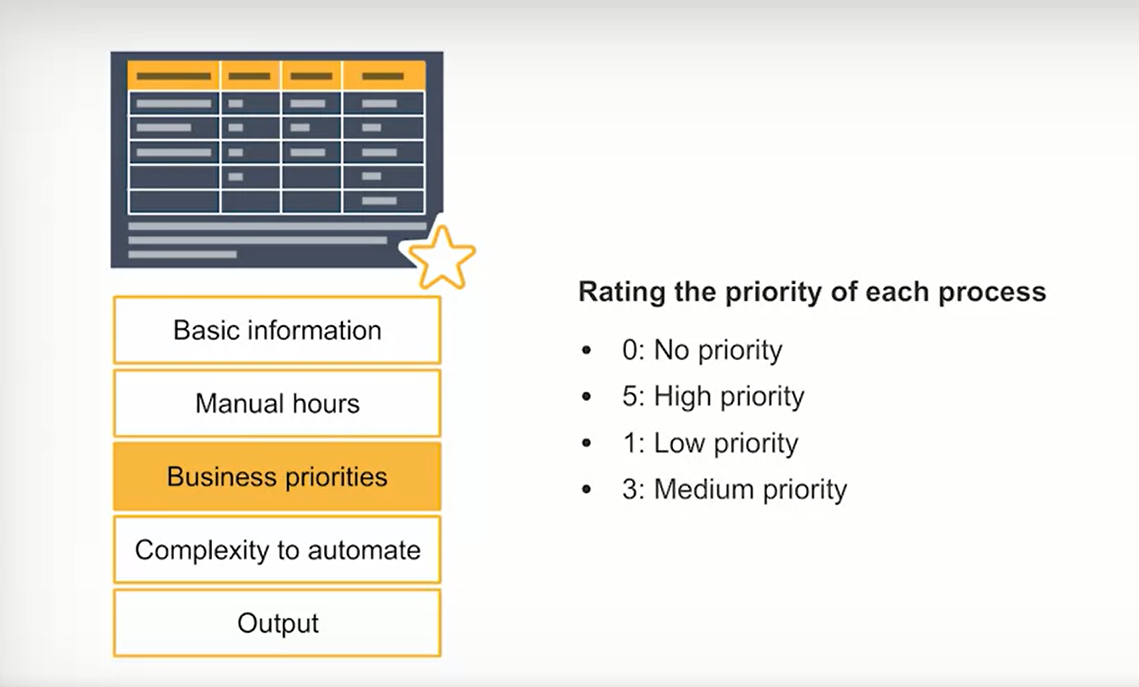 Basic information
Manual hours
Business priorities
Complexity to automate
Output
Rating the priority of each process
• 0: No priority
• 5: High priority
• 1: Low priority
• 3: Medium priority